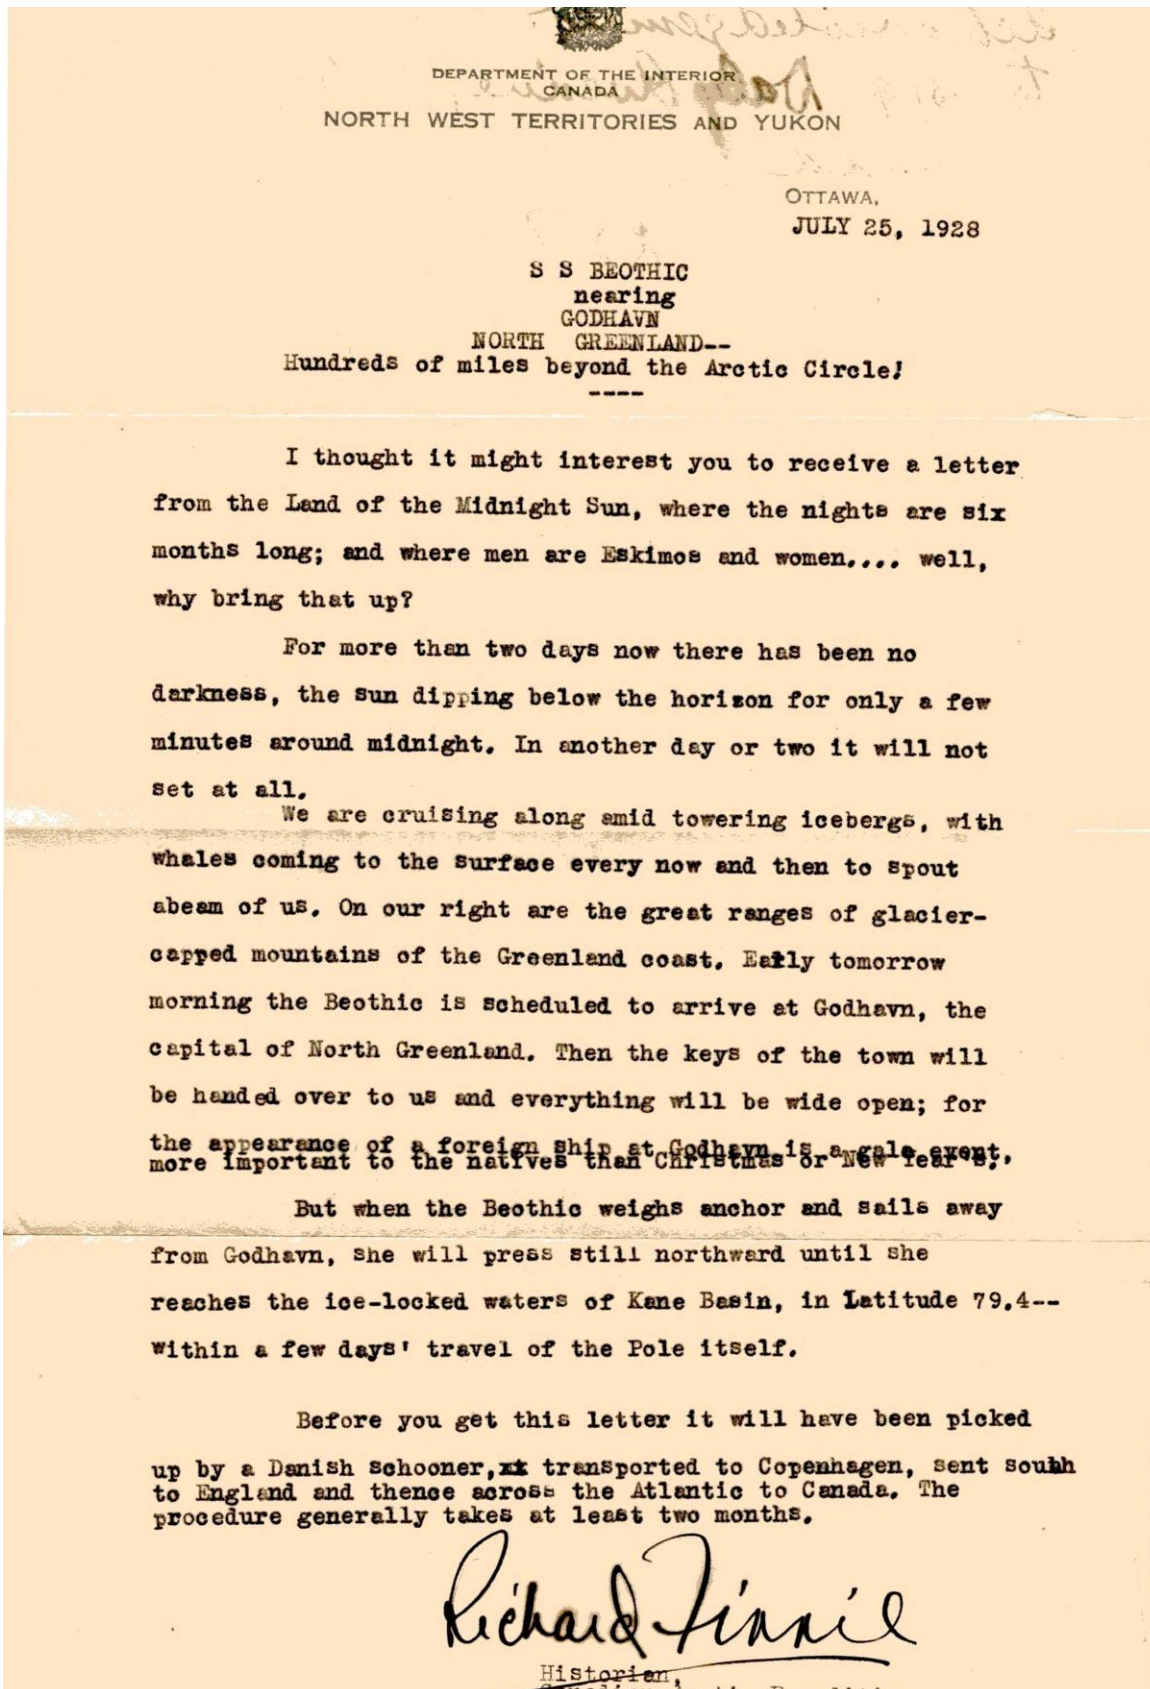 DEPARTMENT OF THE INTERIOR
CANADA
NORTH WEST TERRITORIES AND YUKON
OTTAWA,
JULY 25, 1928
S S BEOTHIC
nearing
GODHAVN
NORTH GREENLAND--
Hundreds of miles beyond the Arctic Circle!
----
I thought it might interest you to receive a letter
from the Land of the Midnight Sun, where the nights are six
months long; and where men are Eskimos and women.... well,
why bring that up?
For more than two days now there has been no
darkness, the sun dipping below the horizon for only a few
minutes around midnight. In another day or two it will not
set at all.
We are cruising along amid towering icebergs, with
whales coming to the surface every now and then to spout
abeam of us. On our right are the great ranges of glacier-
capped mountains of the Greenland coast. Early tomorrow
morning the Beothic is scheduled to arrive at Godhavn, the
capital of North Greenland. Then the keys of the town will
be handed over to us and everything will be wide open; for
the appearance of a foreign ship at Godhavn is a gala event,
more important to the natives than Christmas or New Year's.
But when the Beothic weighs anchor and sails away
from Godhavn, she will press still northward until she
reaches the ice-locked waters of Kane Basin, in Latitude 79.4--
within a few days' travel of the Pole itself.
Before you get this letter it will have been picked
up by a Danish schooner, transported to Copenhagen, sent south
to England and thence across the Atlantic to Canada. The
procedure generally takes at least two months.
Richard Finnie
Historian,